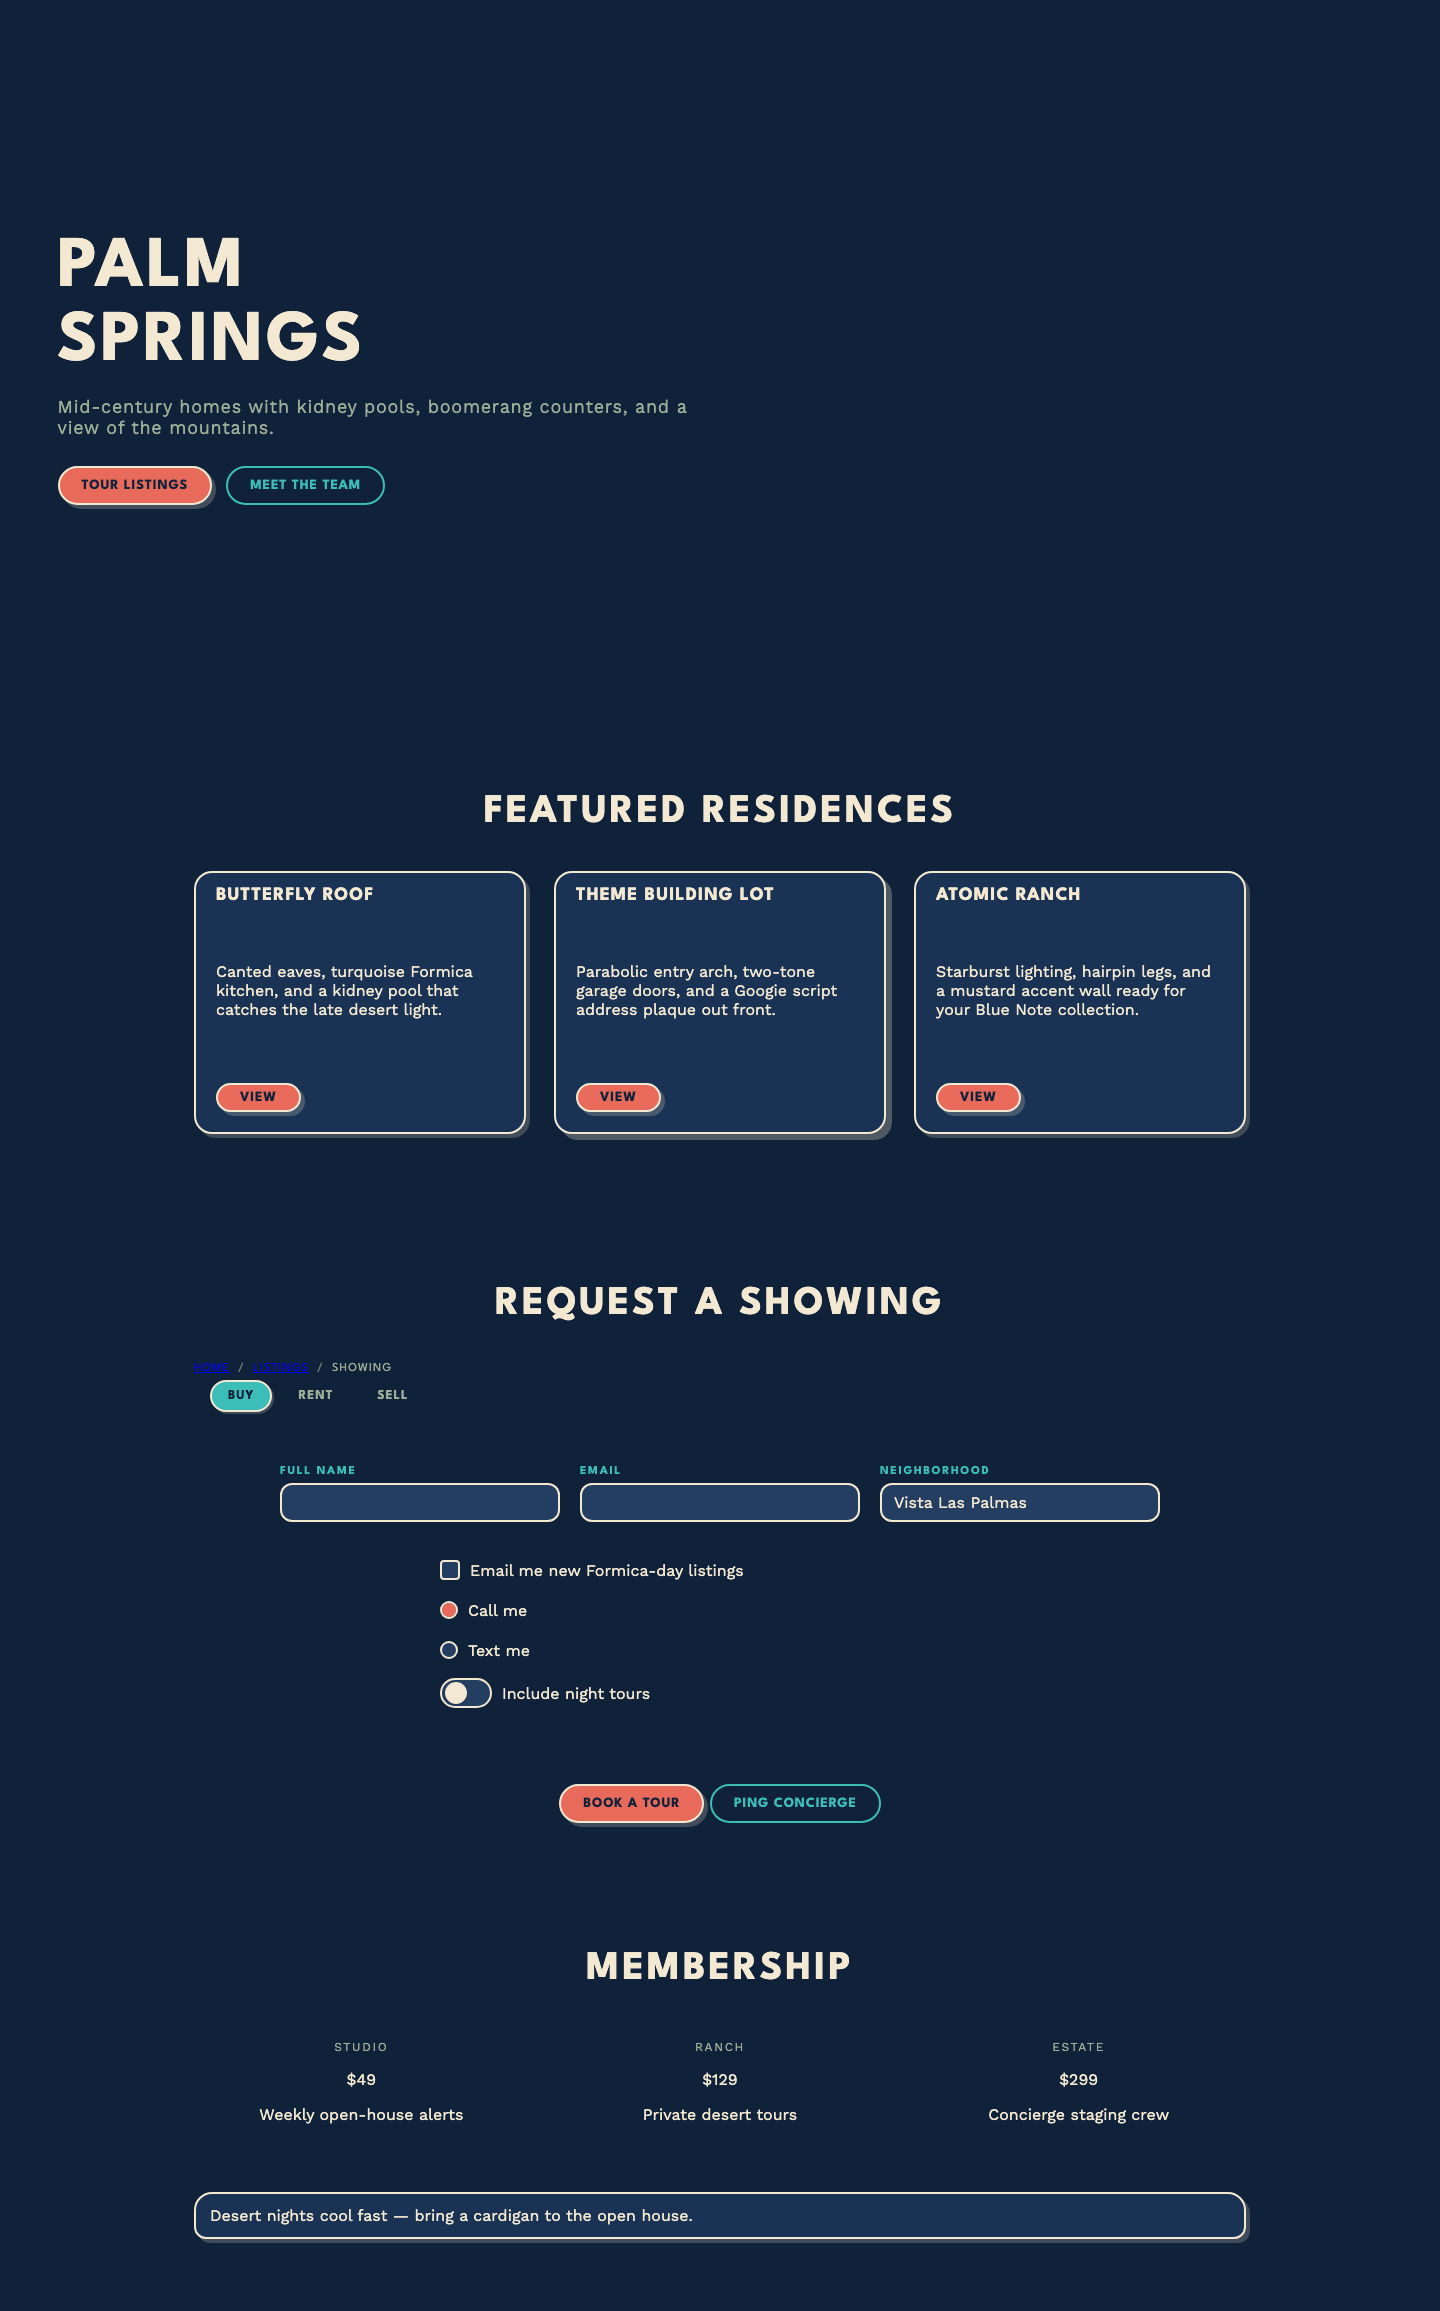 PALM
SPRINGS
Mid-century homes with kidney pools, boomerang counters, and a
view of the mountains.
TOUR LISTINGS
MEET THE TEAM
FEATURED RESIDENCES
BUTTERFLY ROOF
Canted eaves, turquoise Formica
kitchen, and a kidney pool that
catches the late desert light.
VIEW
THEME BUILDING LOT
Parabolic entry arch, two-tone
garage doors, and a Googie script
address plaque out front.
VIEW
ATOMIC RANCH
Starburst lighting, hairpin legs, and
a mustard accent wall ready for
your Blue Note collection.
VIEW
REQUEST A SHOWING
HOME / LISTINGS / SHOWING
BUY RENT SELL
FULL NAME
EMAIL
NEIGHBORHOOD
Vista Las Palmas
Email me new Formica-day listings
Call me
Text me
Include night tours
BOOK A TOUR
PING CONCIERGE
MEMBERSHIP
STUDIO
$49
Weekly open-house alerts
RANCH
$129
Private desert tours
ESTATE
$299
Concierge staging crew
Desert nights cool fast — bring a cardigan to the open house.